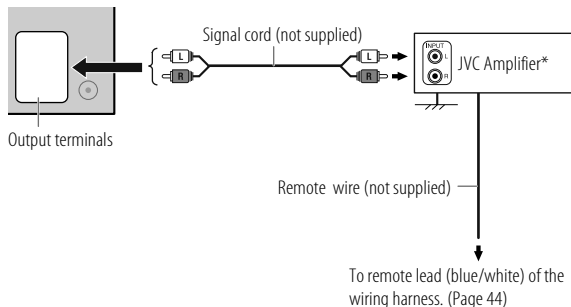 Signal cord (not supplied)
L
R
L
R
INPUT
L
R
JVC Amplifier*
Output terminals
Remote wire (not supplied)
To remote lead (blue/white) of the
wiring harness. (Page 44)